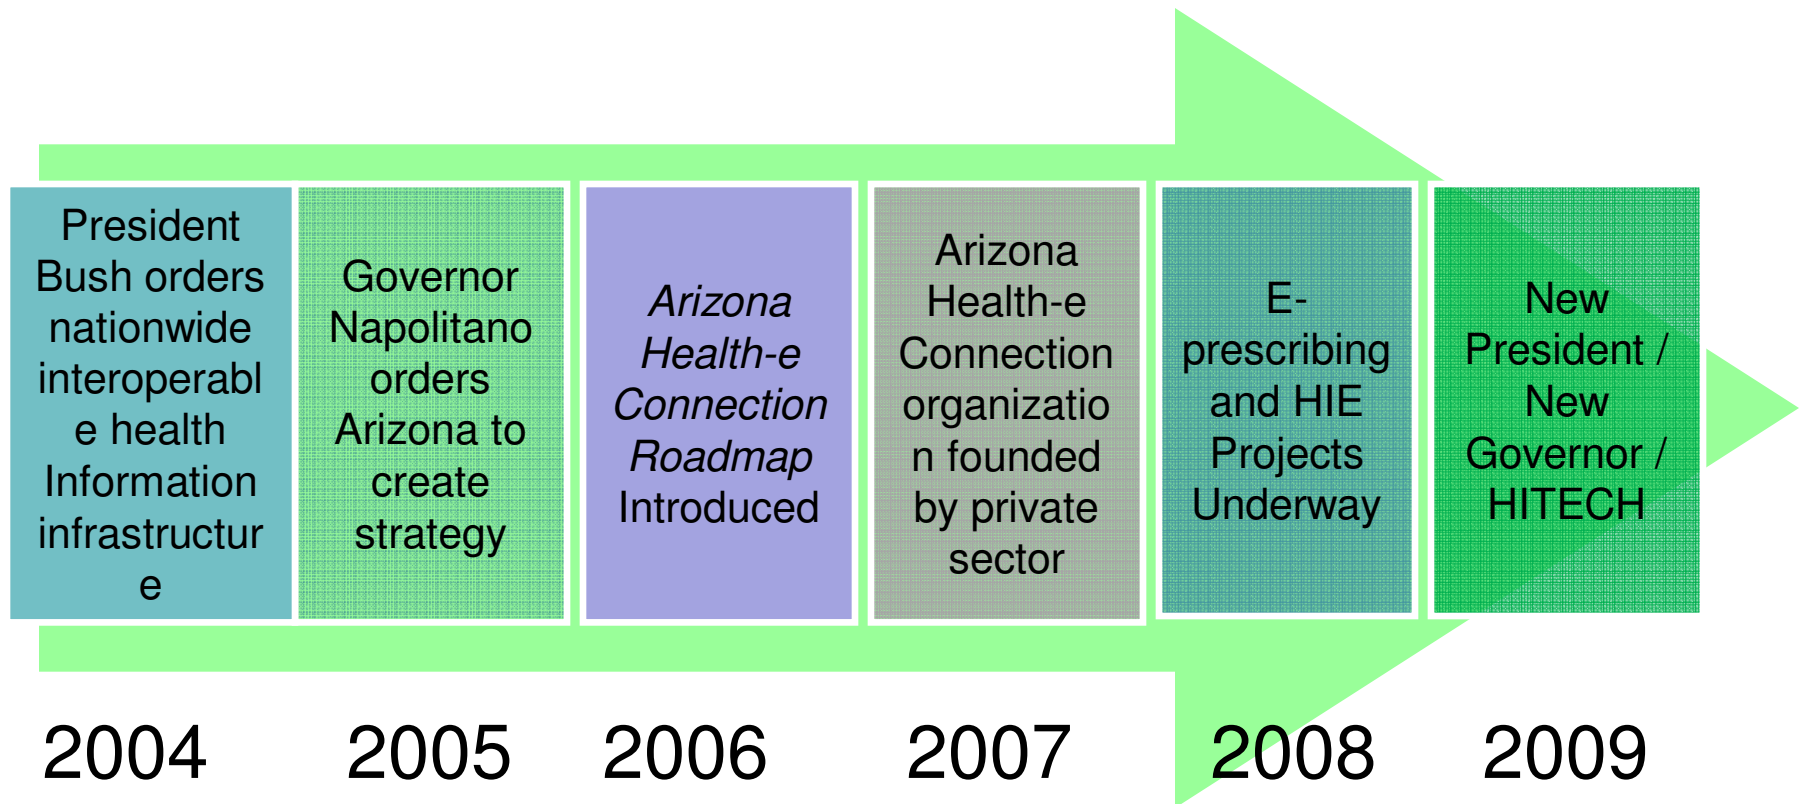 President
Bush orders
nationwide
interoperabl
e health
Information
infrastructur
e
Governor
Napolitano
orders
Arizona to
create
strategy
Arizona
Health-e
Connection
Roadmap
Introduced
Arizona
Health-e
Connection
organizatio
n founded
by private
sector
E-
prescribing
and HIE
Projects
Underway
New
President /
New
Governor /
HITECH
2004 2005 2006 2007 2008 2009